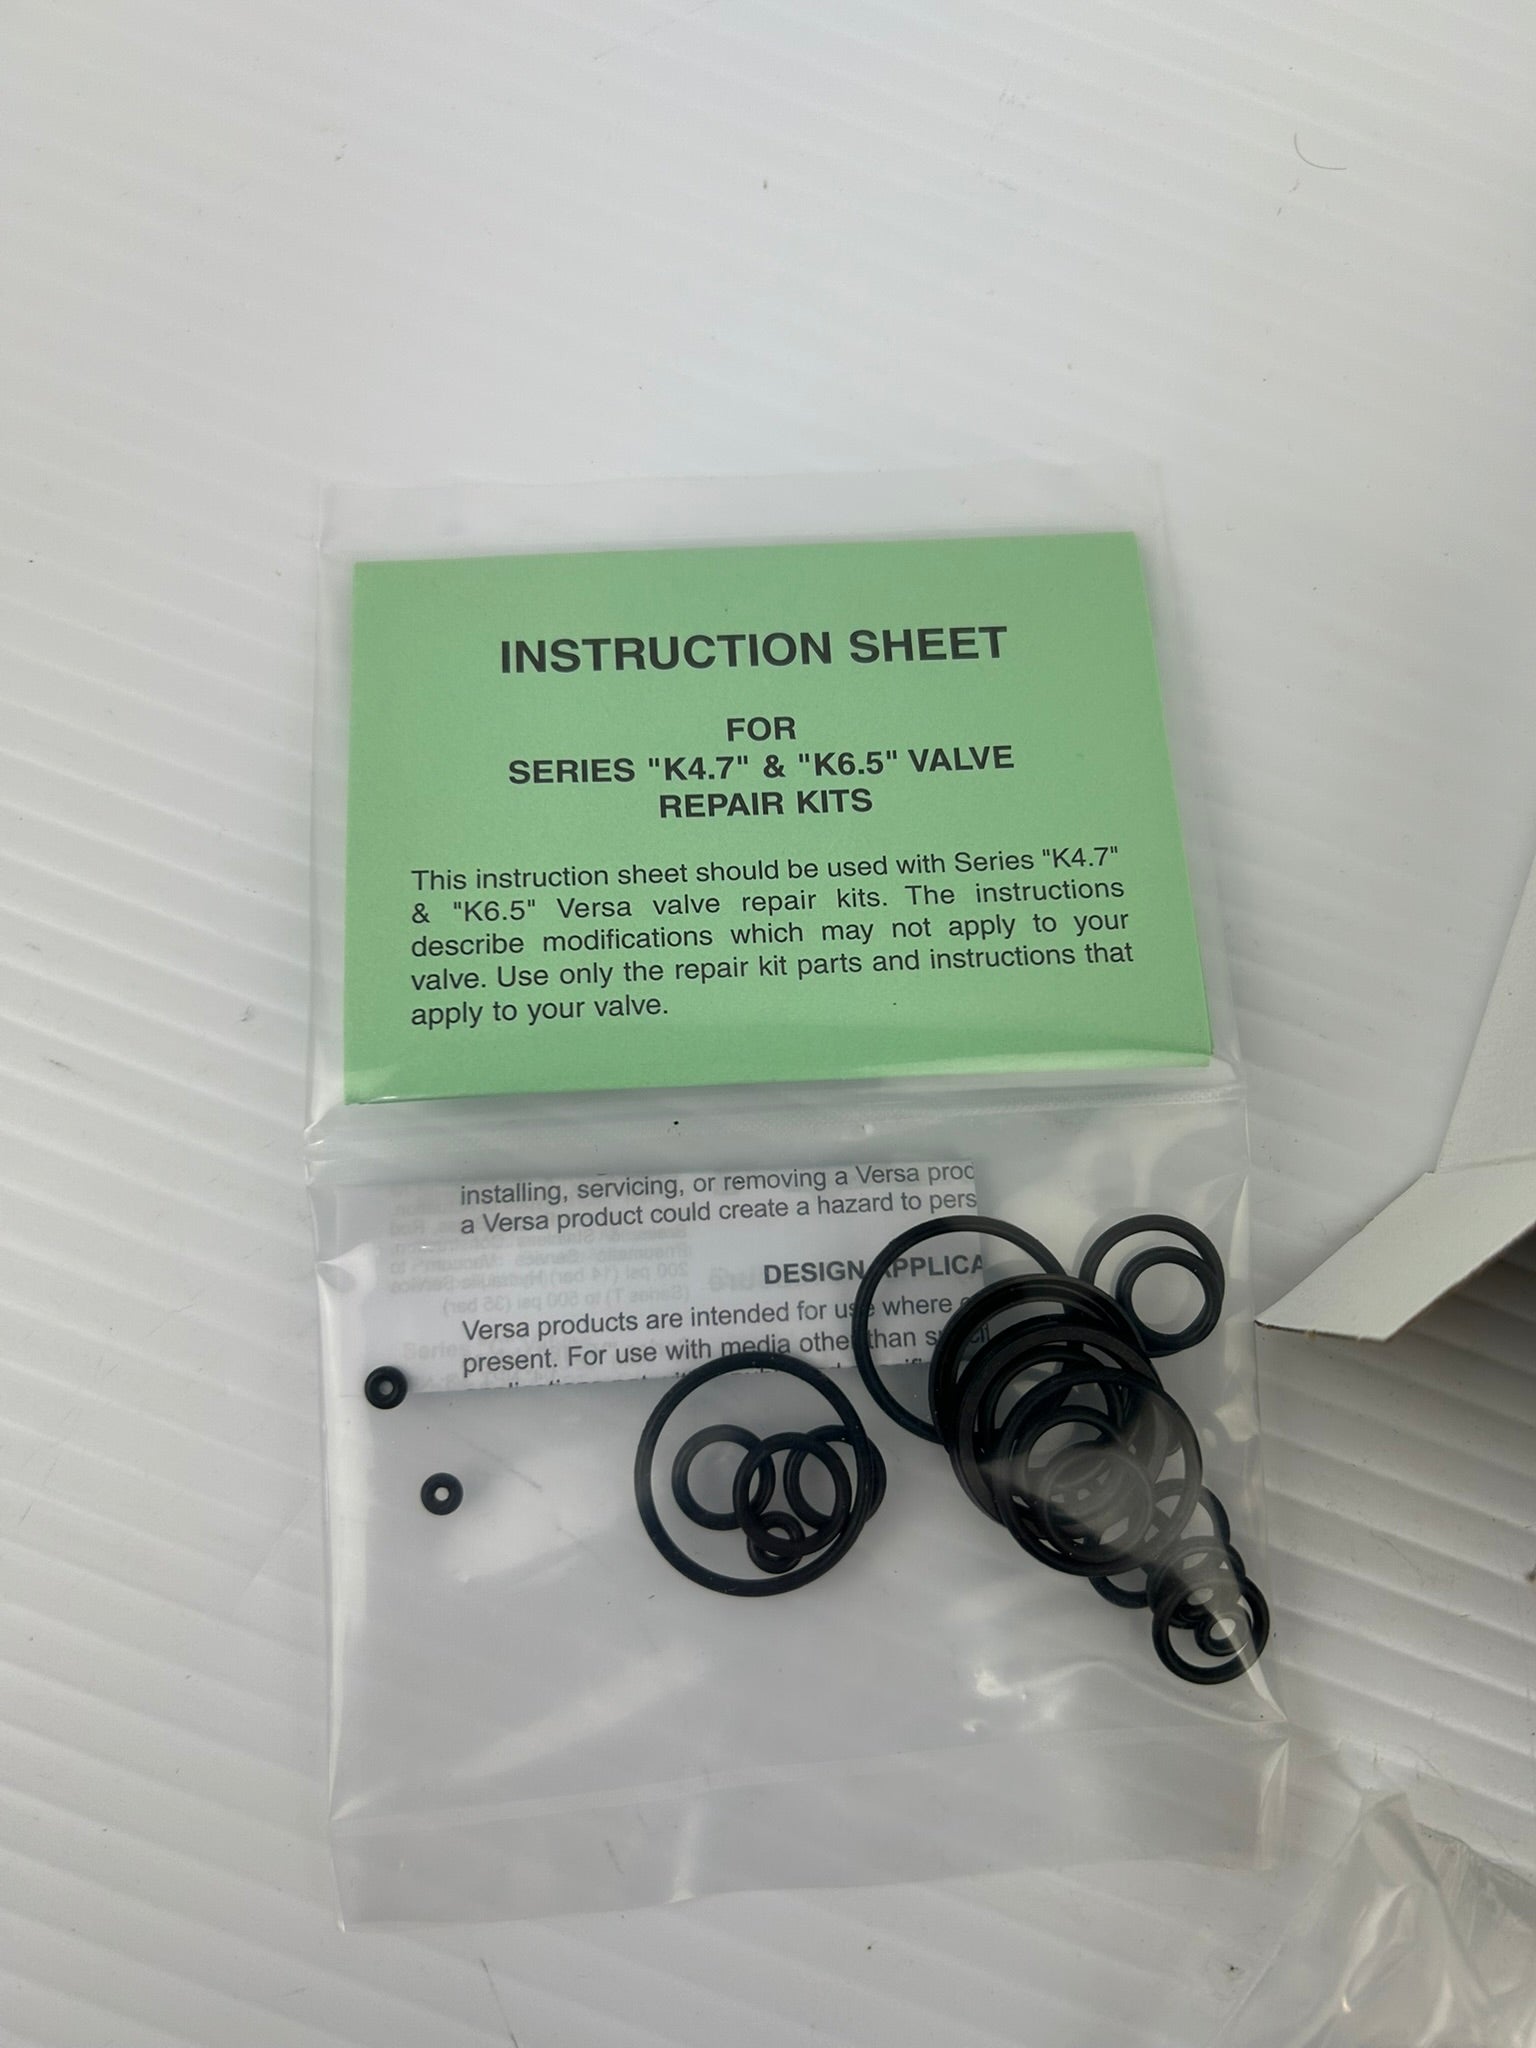 INSTRUCTION SHEET
FOR
SERIES "K4.7" & "K6.5" VALVE
REPAIR KITS
This instruction sheet should be used with Series "K4.7"
& "K6.5" Versa valve repair kits. The instructions
describe modifications which may not apply to your
valve. Use only the repair kit parts and instructions that
apply to your valve.
installing, servicing, or removing a Versa prod
a Versa product could create a hazard to pers
DESIGN APPLICA
Versa products are intended for use where
present. For use with media other than